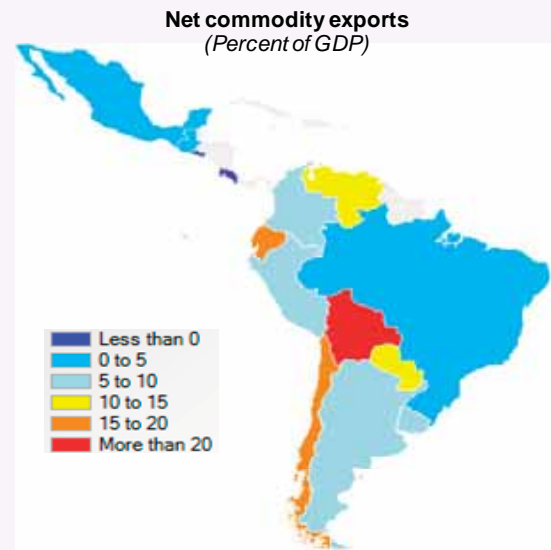 Net commodity exports
(Percent of GDP)
Less than 0
0 to 5
5 to 10
10 to 15
15 to 20
More than 20